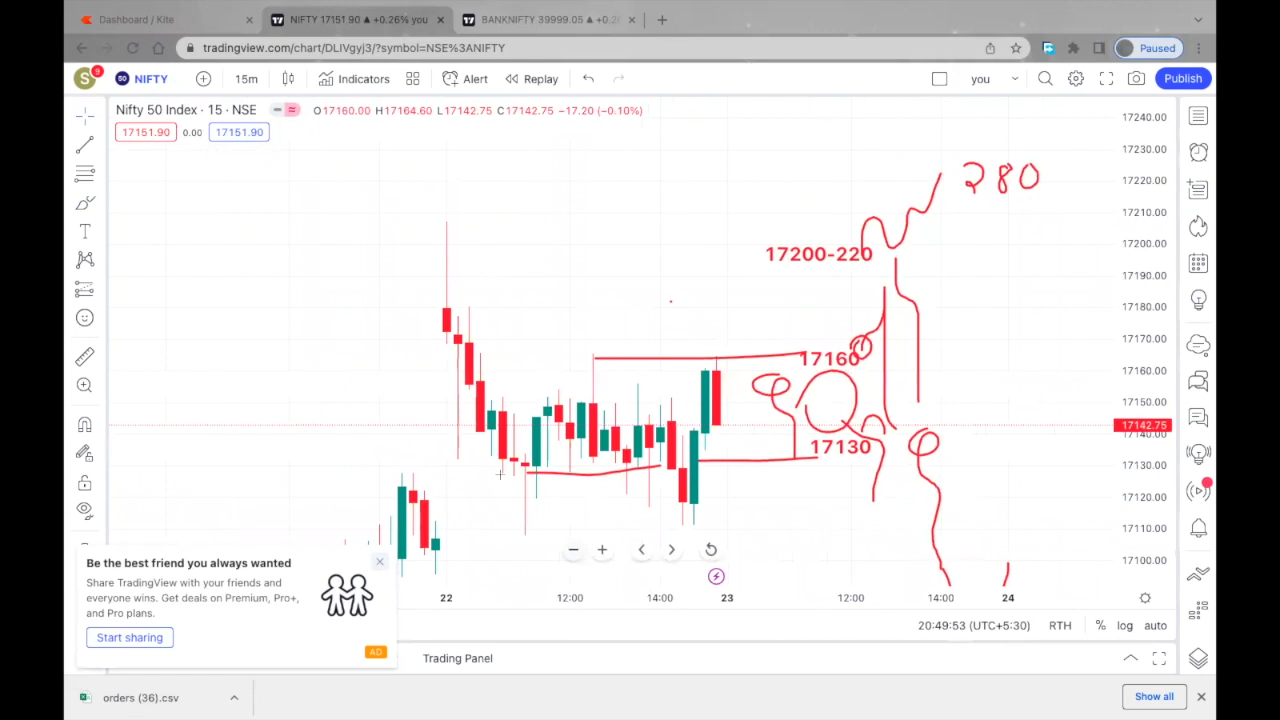 Dashboard / Kite
NIFTY 17151.90 ▲ +0.26% you
BANKNIFTY 39999.05 ▲ +0.2
tradingview.com/chart/DLIVgyj3/?symbol=NSE%3ANIFTY
Paused
S 9 50 NIFTY 15m Indicators Alert Replay you Publish
Nifty 50 Index · 15 · NSE O17160.00 H17164.60 L17142.75 C17142.75 −17.20 (−0.10%)
17151.90 0.00 17151.90
17240.00
17230.00
17220.00
17210.00
17200.00
17190.00
17180.00
17170.00
17160.00
17150.00
17142.75
17140.00
17130.00
17120.00
17110.00
17100.00
280
17200-220
17160
17130
Be the best friend you always wanted
Share TradingView with your friends and
everyone wins. Get deals on Premium, Pro+,
and Pro plans.
Start sharing
AD
22 12:00 14:00 23 12:00 14:00 24
20:49:53 (UTC+5:30) RTH % log auto
Trading Panel
orders (36).csv
Show all